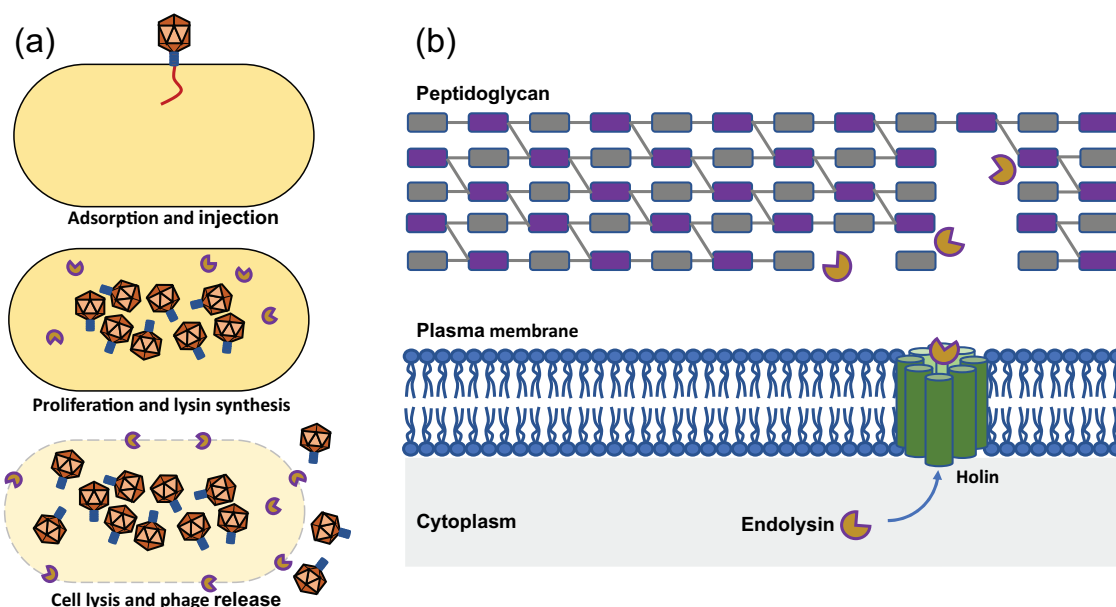 (a)
Adsorption and injection
Proliferation and lysin synthesis
Cell lysis and phage release
(b)
Peptidoglycan
Plasma membrane
Holin
Cytoplasm
Endolysin